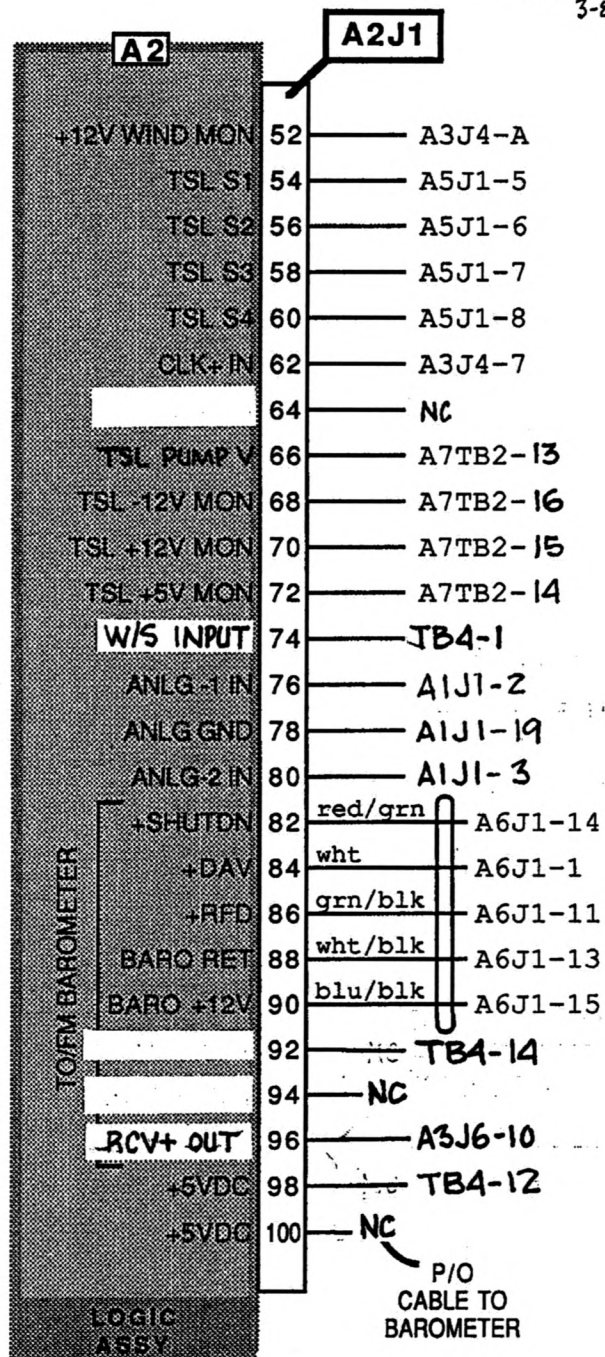 3-8
A2 A2J1
+12V WIND MON 52 A3J4-A
TSL S1 54 A5J1-5
TSL S2 56 A5J1-6
TSL S3 58 A5J1-7
TSL S4 60 A5J1-8
CLK+ IN 62 A3J4-7
64 NC
TSL PUMP V 66 A7TB2-13
TSL -12V MON 68 A7TB2-16
TSL +12V MON 70 A7TB2-15
TSL +5V MON 72 A7TB2-14
W/S INPUT 74 TB4-1
ANLG -1 IN 76 A1J1-2
ANLG GND 78 A1J1-19
ANLG-2 IN 80 A1J1-3
TO/FM BAROMETER
+SHUTDN 82 red/grn A6J1-14
+DAV 84 wht A6J1-1
+RFD 86 grn/blk A6J1-11
BARO RET 88 wht/blk A6J1-13
BARO +12V 90 blu/blk A6J1-15
92 TB4-14
94 NC
RCV+ OUT 96 A3J6-10
+5VDC 98 TB4-12
+5VDC 100 NC
P/O
CABLE TO
BAROMETER
LOGIC
ASSY